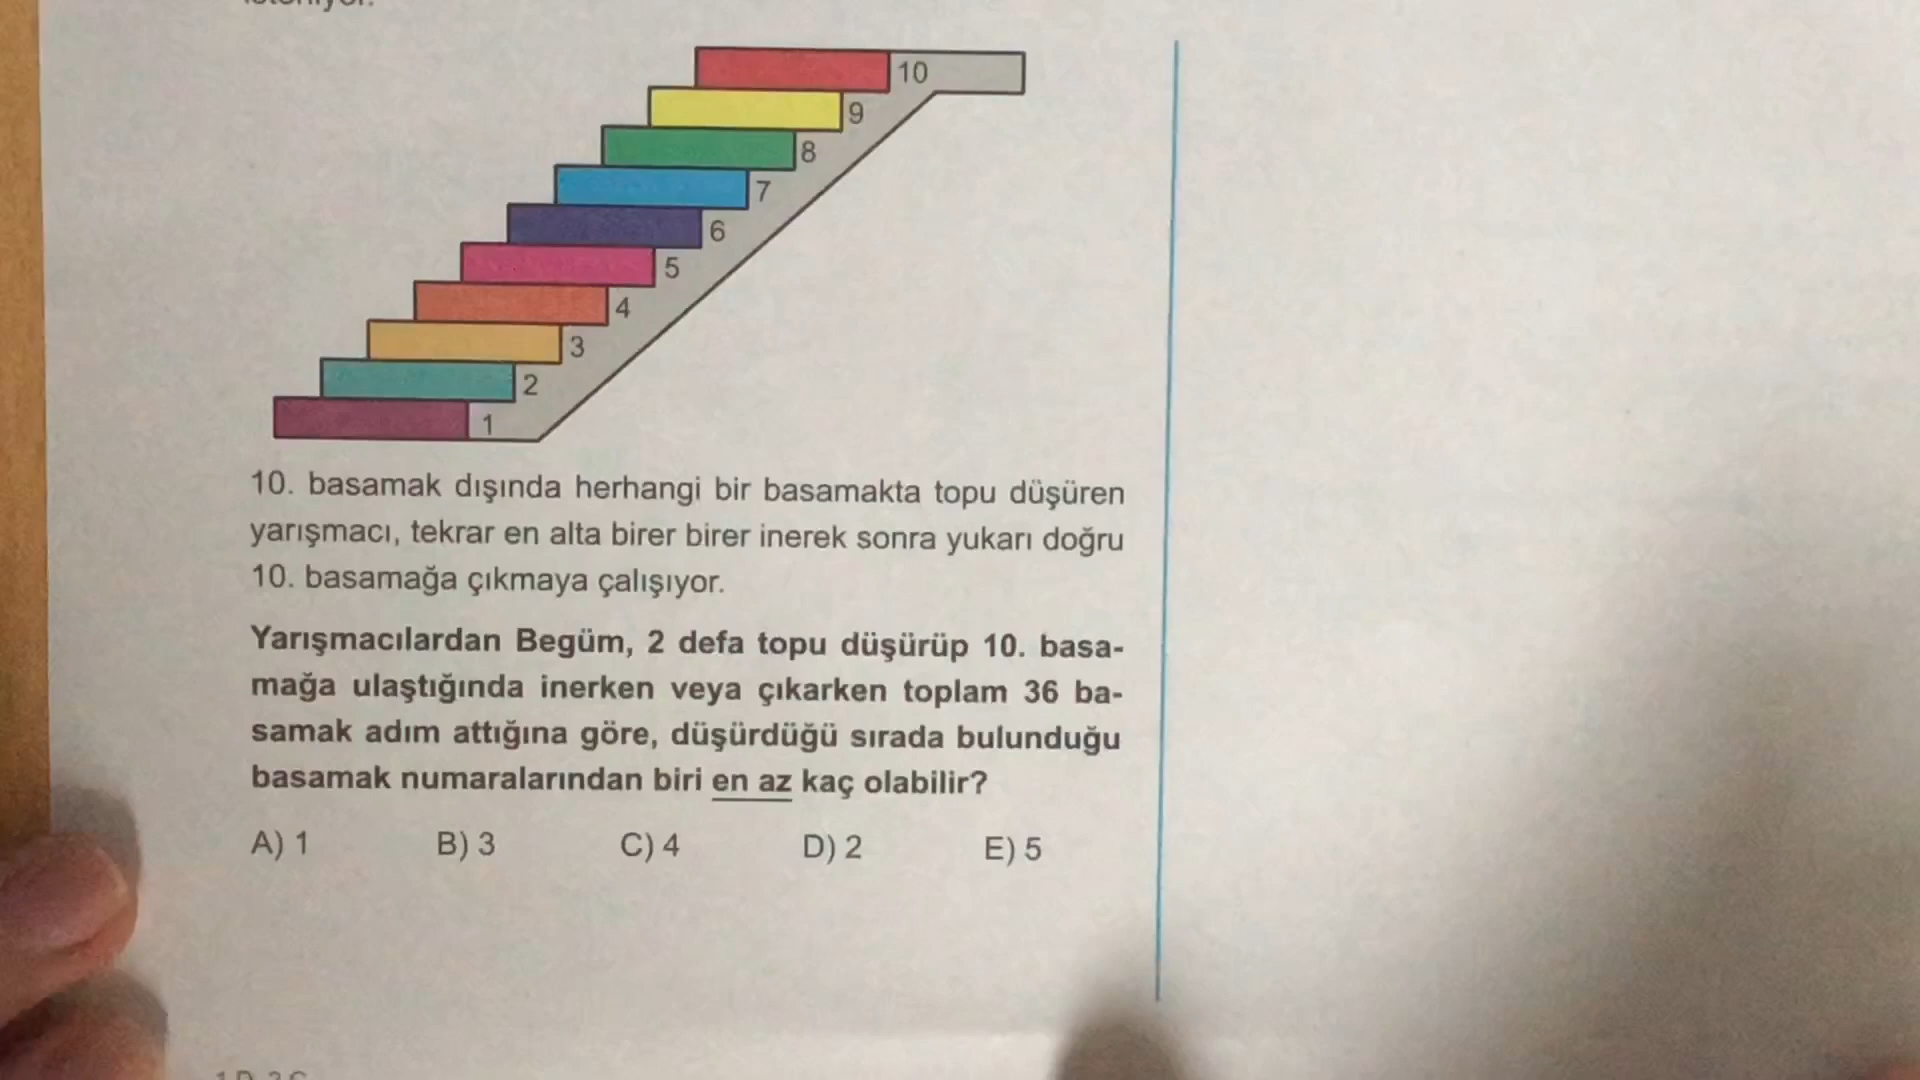 10
9
8
7
6
5
4
3
2
1
10. basamak dışında herhangi bir basamakta topu düşüren
yarışmacı, tekrar en alta birer birer inerek sonra yukarı doğru
10. basamağa çıkmaya çalışıyor.
Yarışmacılardan Begüm, 2 defa topu düşürüp 10. basa-
mağa ulaştığında inerken veya çıkarken toplam 36 ba-
samak adım attığına göre, düşürdüğü sırada bulunduğu
basamak numaralarından biri en az kaç olabilir?
A) 1 B) 3 C) 4 D) 2 E) 5